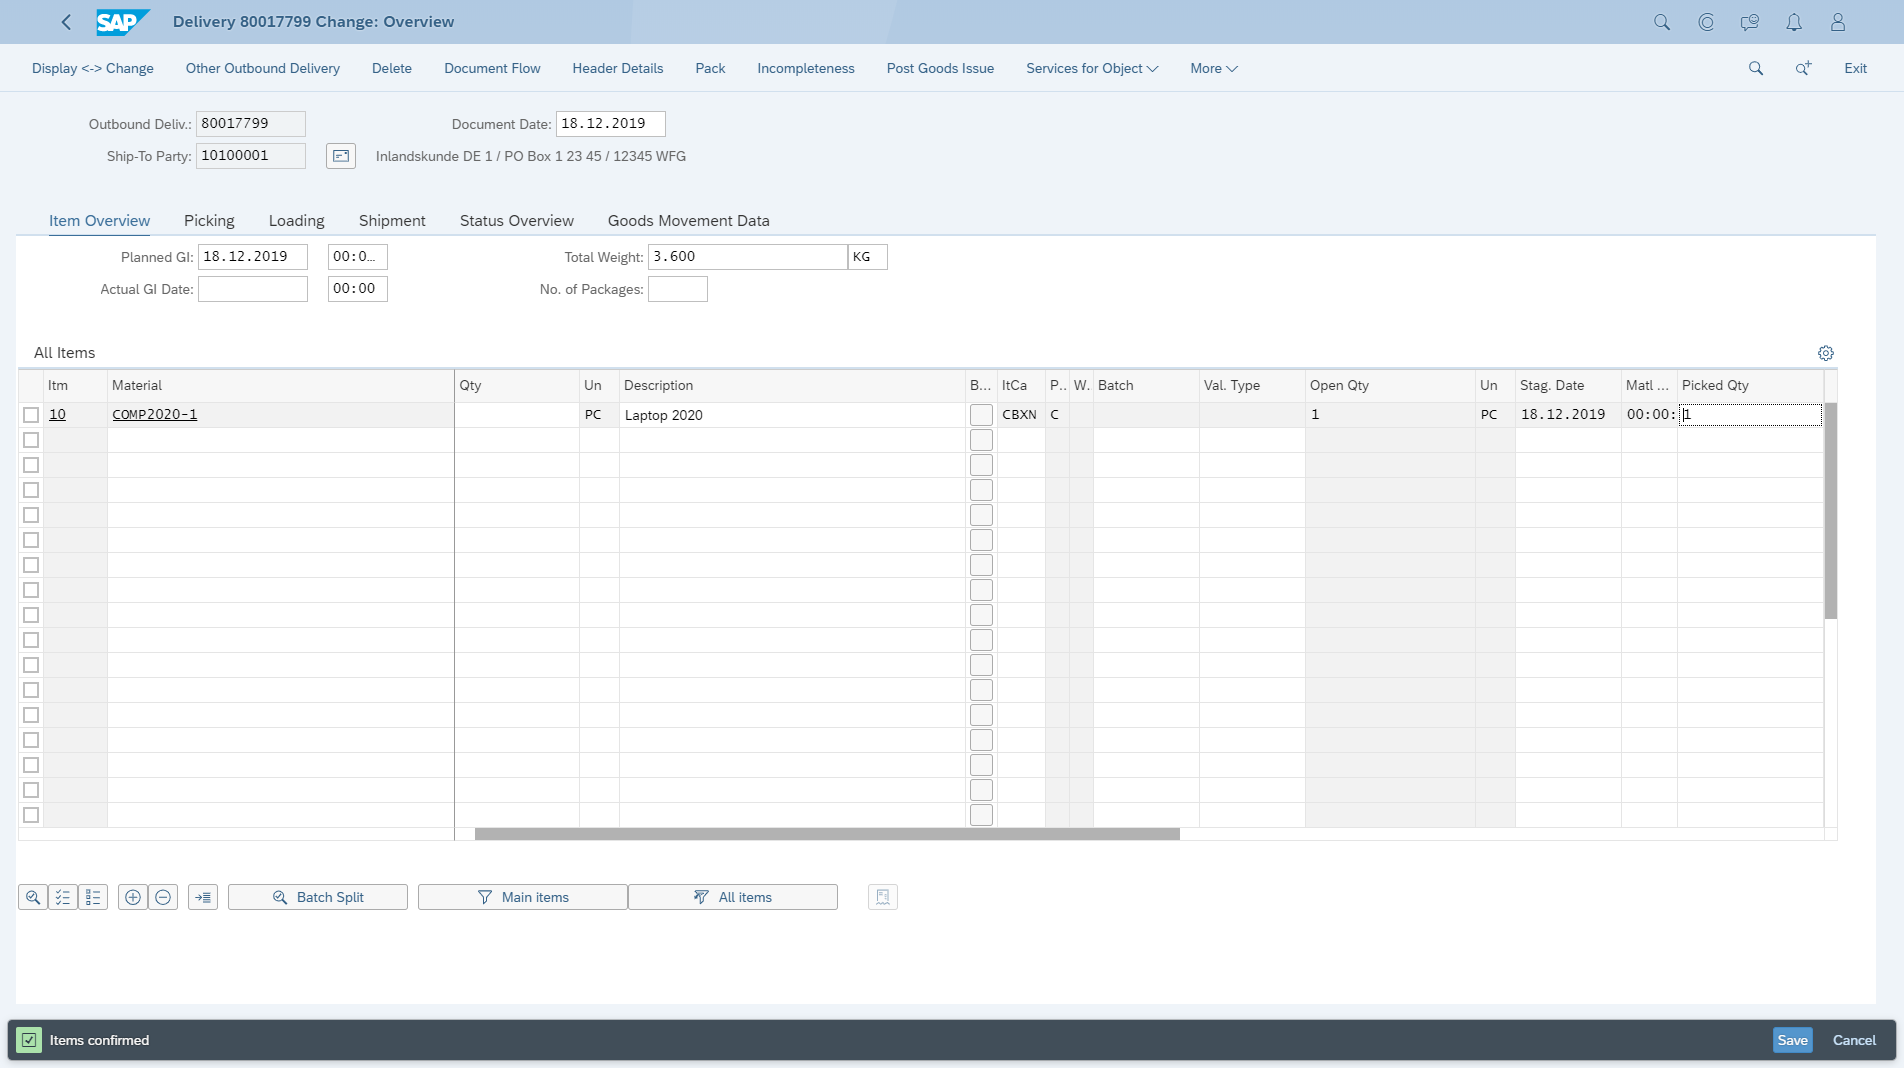 SAP Delivery 80017799 Change: Overview
Display <-> Change Other Outbound Delivery Delete Document Flow Header Details Pack Incompleteness Post Goods Issue Services for Object More Exit
Outbound Deliv.: 80017799 Document Date: 18.12.2019
Ship-To Party: 10100001 Inlandskunde DE 1 / PO Box 1 23 45 / 12345 WFG
Item Overview Picking Loading Shipment Status Overview Goods Movement Data
Planned GI: 18.12.2019 00:0... Total Weight: 3.600 KG
Actual GI Date: 00:00 No. of Packages:
All Items
Itm Material Qty Un Description B... ItCa P.. W. Batch Val. Type Open Qty Un Stag. Date Matl ... Picked Qty
10 COMP2020-1 PC Laptop 2020 CBXN C 1 PC 18.12.2019 00:00: 1
Batch Split Main items All items
Items confirmed Save Cancel